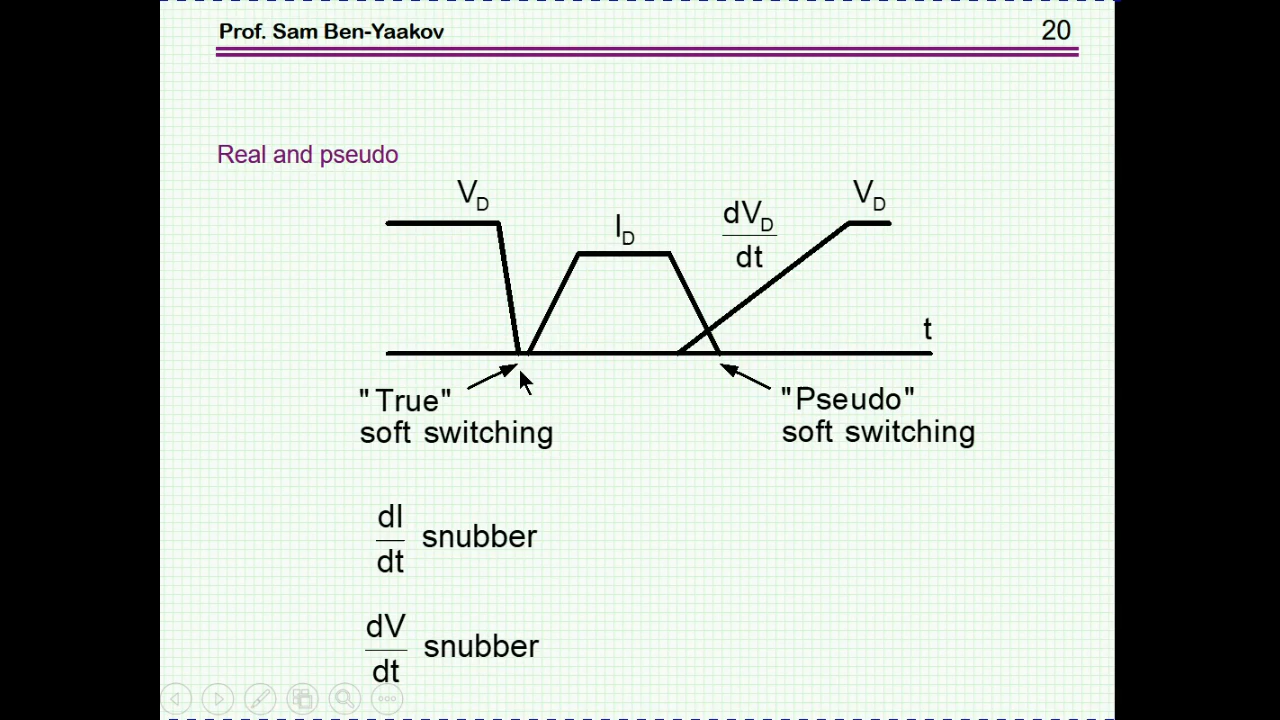 Prof. Sam Ben-Yaakov
20
Real and pseudo
V_D
I_D
dV_D
dt
V_D
t
"True"
soft switching
"Pseudo"
soft switching
dI
dt
snubber
dV
dt
snubber